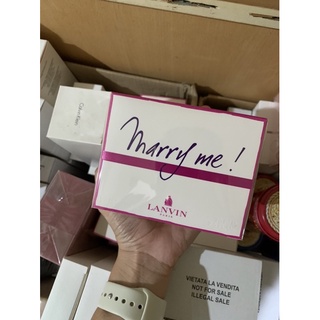 Calvin Klein
Marry me!
LANVIN
PARIS
VIETATA LA VENDITA
NOT FOR SALE
ILLEGAL SALE